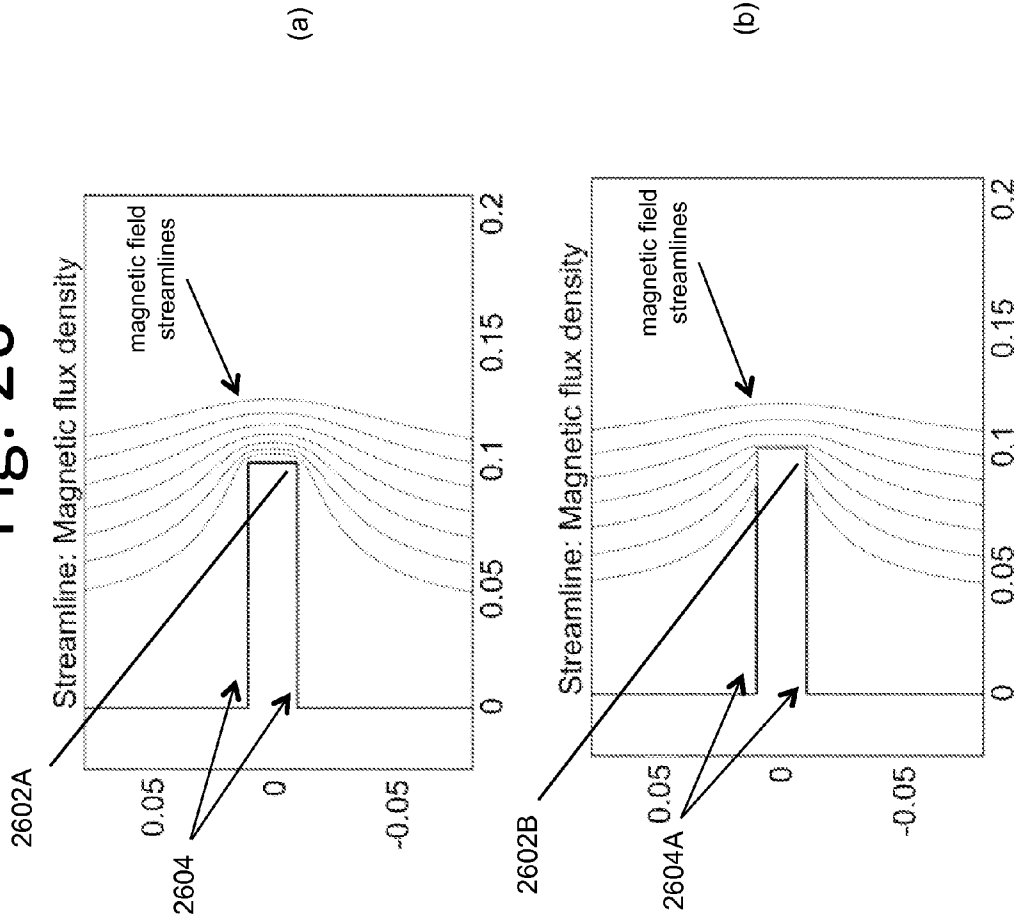 (a)
Streamline: Magnetic flux density
magnetic field
streamlines
2602A
2604
0.05
0
-0.05
0
0.05
0.1
0.15
0.2
(b)
Streamline: Magnetic flux density
magnetic field
streamlines
2602B
2604A
0.05
0
-0.05
0
0.05
0.1
0.15
0.2